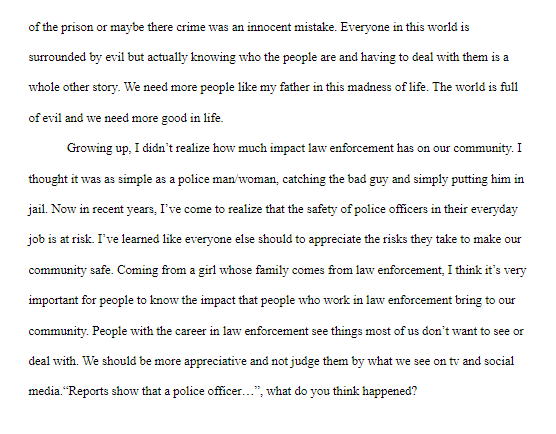 of the prison or maybe there crime was an innocent mistake. Everyone in this world is
surrounded by evil but actually knowing who the people are and having to deal with them is a
whole other story. We need more people like my father in this madness of life. The world is full
of evil and we need more good in life.
Growing up, I didn't realize how much impact law enforcement has on our community. I
thought it was as simple as a police man/woman, catching the bad guy and simply putting him in
jail. Now in recent years, I've come to realize that the safety of police officers in their everyday
job is at risk. I've learned like everyone else should to appreciate the risks they take to make our
community safe. Coming from a girl whose family comes from law enforcement, I think it's very
important for people to know the impact that people who work in law enforcement bring to our
community. People with the career in law enforcement see things most of us don't want to see or
deal with. We should be more appreciative and not judge them by what we see on tv and social
media.“Reports show that a police officer…”, what do you think happened?